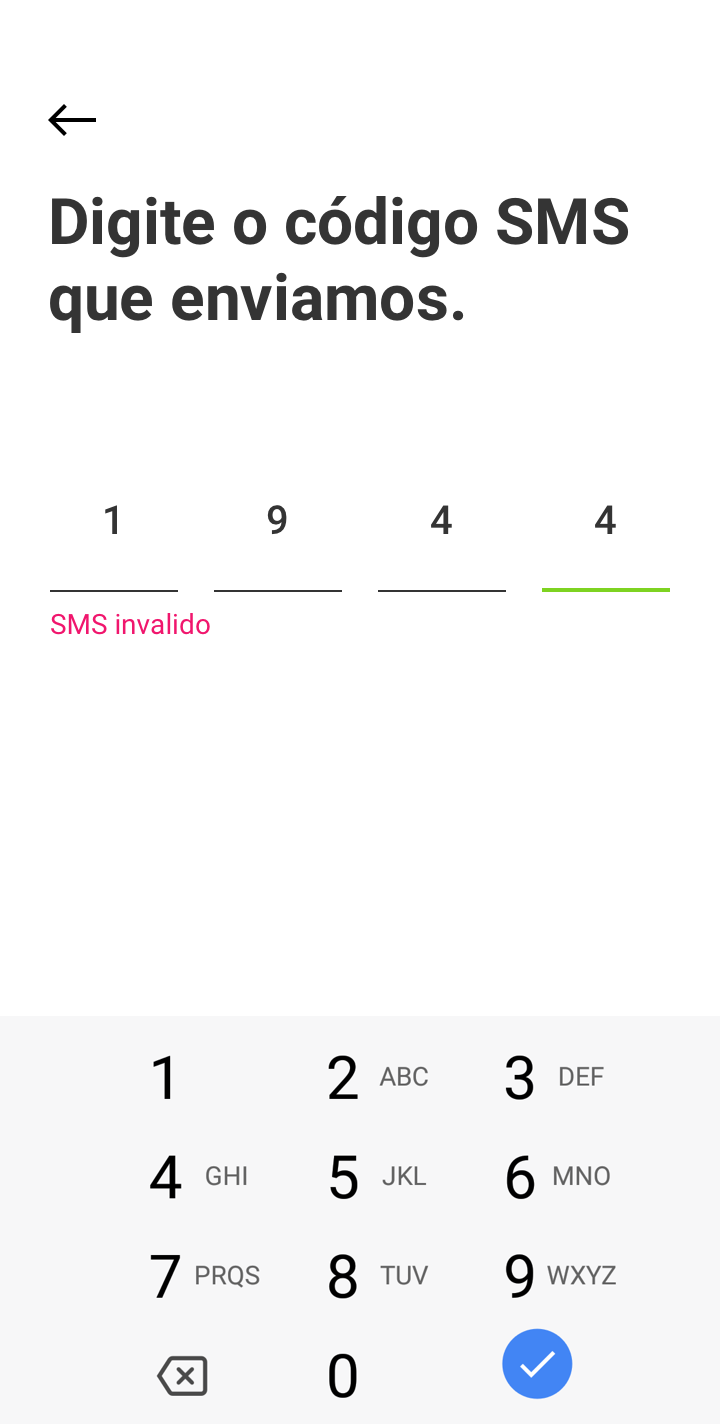 Digite o código SMS
que enviamos.
1 9 4 4
SMS invalido
1 2 ABC 3 DEF
4 GHI 5 JKL 6 MNO
7 PRQS 8 TUV 9 WXYZ
0